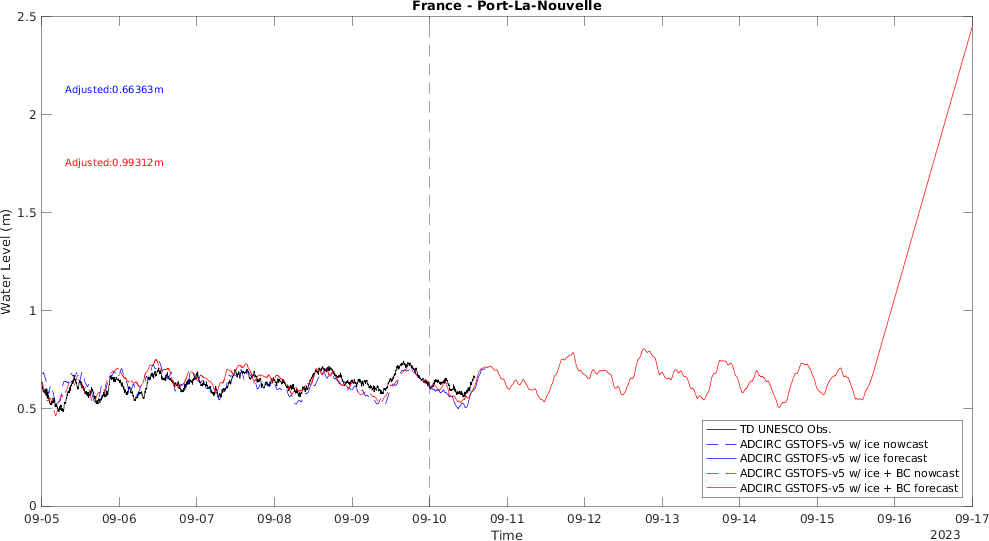 France - Port-La-Nouvelle
2.5
2
1.5
1
0.5
0
Water Level (m)
Adjusted:0.66363m
Adjusted:0.99312m
TD UNESCO Obs.
ADCIRC GSTOFS-v5 w/ ice nowcast
ADCIRC GSTOFS-v5 w/ ice forecast
ADCIRC GSTOFS-v5 w/ ice + BC nowcast
ADCIRC GSTOFS-v5 w/ ice + BC forecast
09-05 09-06 09-07 09-08 09-09 09-10 09-11 09-12 09-13 09-14 09-15 09-16 09-17
Time
2023